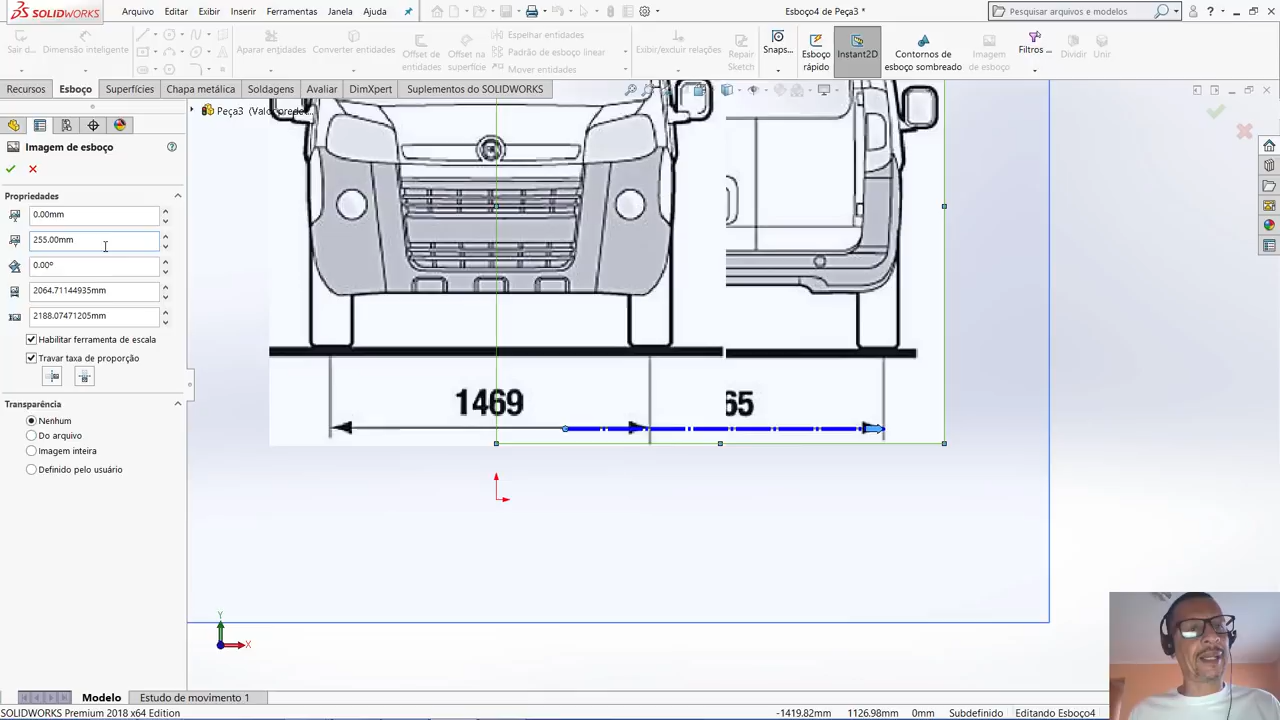 SOLIDWORKS
Arquivo Editar Exibir Inserir Ferramentas Janela Ajuda
Esboço4 de Peça3 *
Pesquisar arquivos e modelos
Sair d...
Dimensão inteligente
Aparar entidades
Converter entidades
Offset de entidades
Offset na superfície
Espelhar entidades
Padrão de esboço linear
Mover entidades
Exibir/excluir relações
Repair Sketch
Snaps...
Esboço rápido
Instant2D
Contornos de esboço sombreado
Imagem de esboço
Filtros ...
Dividir
Unir
Recursos Esboço Superfícies Chapa metálica Soldagens Avaliar DimXpert Suplementos do SOLIDWORKS
Imagem de esboço
Propriedades
0.00mm
255.00mm
0.00º
2064.71144935mm
2188.07471205mm
Habilitar ferramenta de escala
Travar taxa de proporção
Transparência
Nenhum
Do arquivo
Imagem inteira
Definido pelo usuário
1469
65
Y
X
Modelo Estudo de movimento 1
SOLIDWORKS Premium 2018 x64 Edition
-1419.82mm 1126.98mm 0mm Subdefinido Editando Esboço4